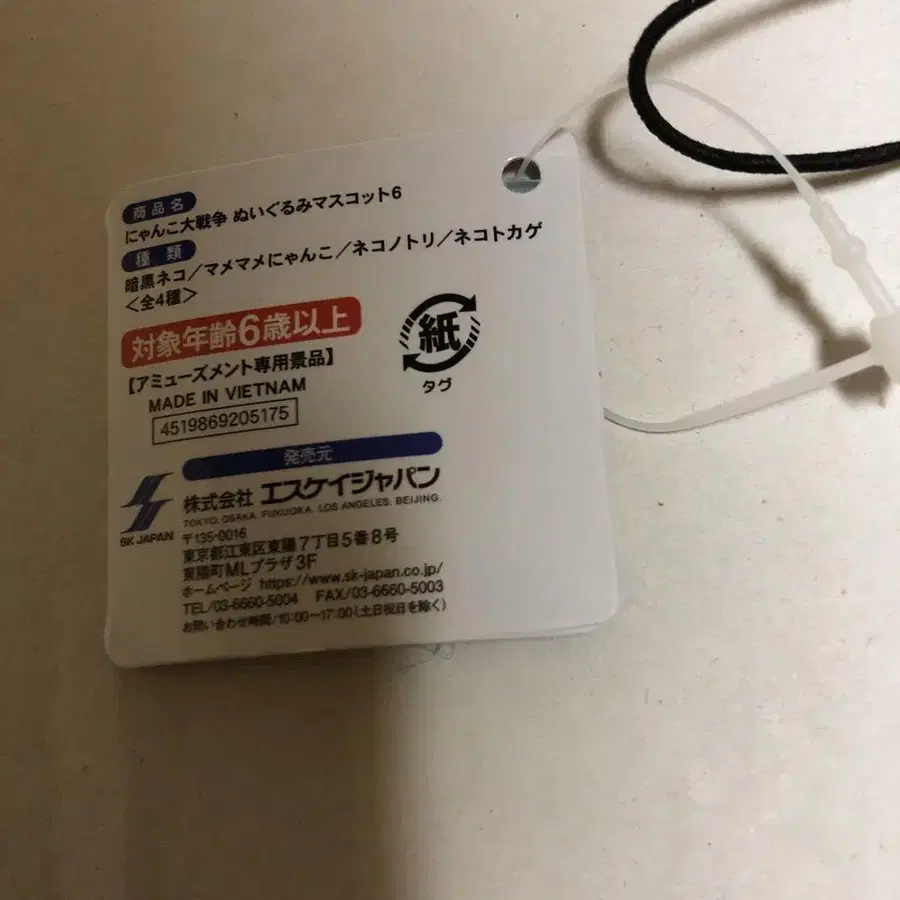 商品名
にゃんこ大戦争 ぬいぐるみマスコット6
種類
暗黒ネコ／マメマメにゃんこ／ネコノトリ／ネコトカゲ
＜全4種＞
対象年齢6歳以上
【アミューズメント専用景品】
MADE IN VIETNAM
4519869205175
紙
タグ
発売元
SK JAPAN
株式会社 エスケイジャパン
TOKYO. OSAKA. FUKUOKA. LOS ANGELES. BEIJING.
〒135-0016
東京都江東区東陽7丁目5番8号
東陽町MLプラザ3F
ホームページ https://www.sk-japan.co.jp/
TEL/03-6660-5004 FAX/03-6660-5003
お問い合わせ時間/10:00〜17:00(土日祝日を除く)